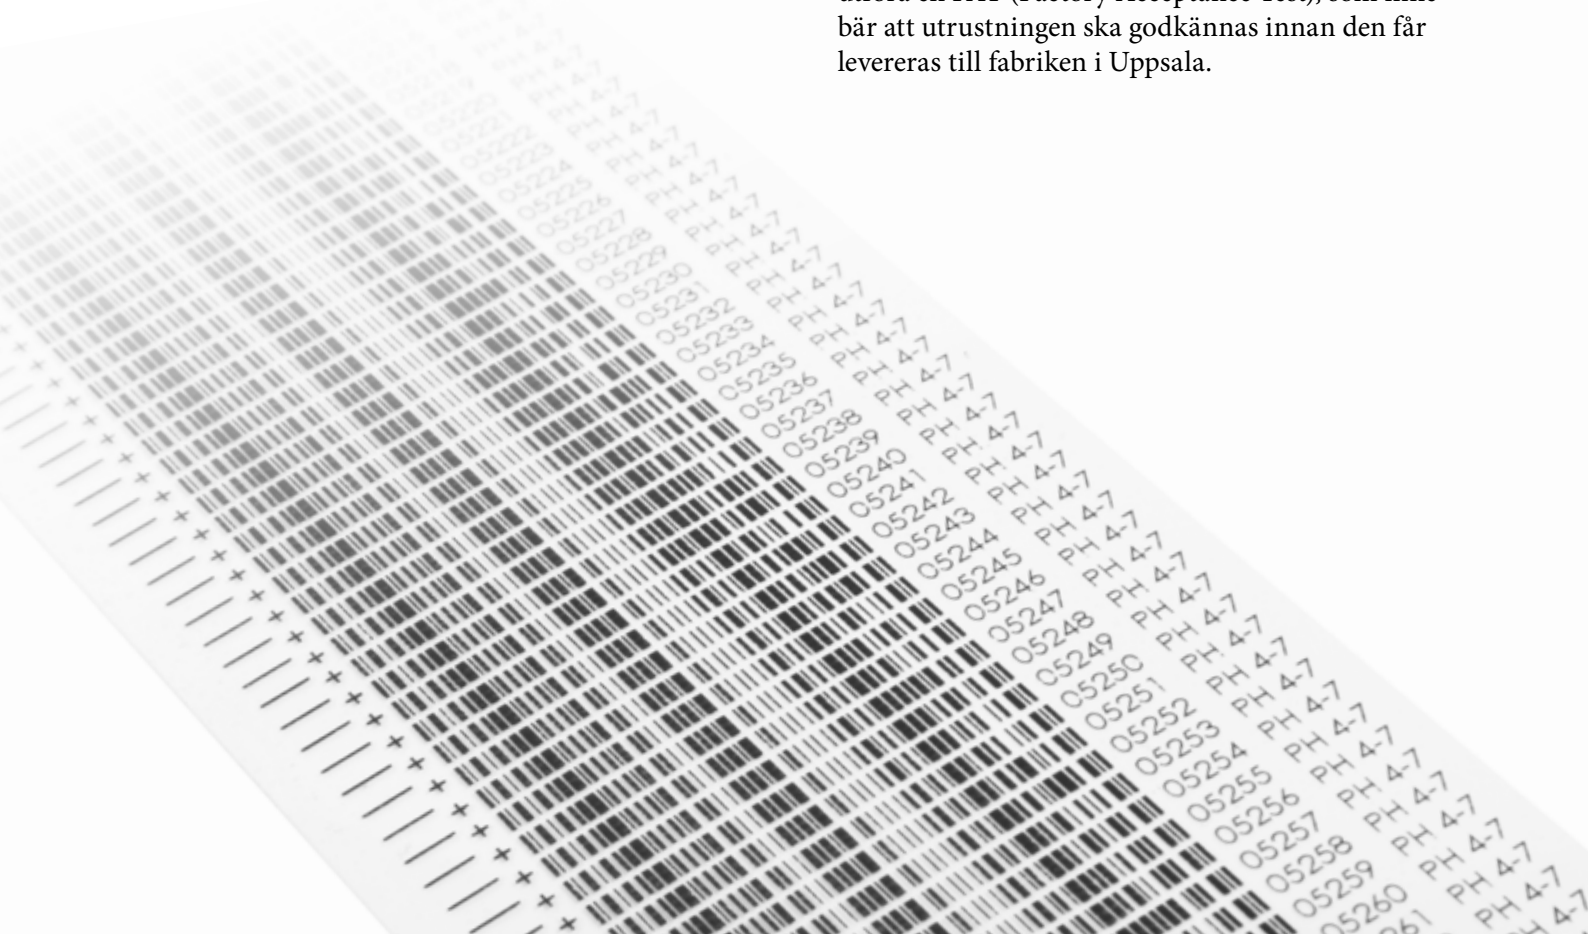 bär att utrustningen ska godkännas innan den får
levereras till fabriken i Uppsala.
05222 PH 4-7
05223 PH 4-7
05224 PH 4-7
05225 PH 4-7
05226 PH 4-7
05227 PH 4-7
05228 PH 4-7
05229 PH 4-7
05230 PH 4-7
05231 PH 4-7
05232 PH 4-7
05233 PH 4-7
05234 PH 4-7
05235 PH 4-7
05236 PH 4-7
05237 PH 4-7
05238 PH 4-7
05239 PH 4-7
05240 PH 4-7
05241 PH 4-7
05242 PH 4-7
05243 PH 4-7
05244 PH 4-7
05245 PH 4-7
05246 PH 4-7
05247 PH 4-7
05248 PH 4-7
05249 PH 4-7
05250 PH 4-7
05251 PH 4-7
05252 PH 4-7
05253 PH 4-7
05254 PH 4-7
05255 PH 4-7
05256 PH 4-7
05257 PH 4-7
05258 PH 4-7
05259 PH 4-7
05260 PH 4-7